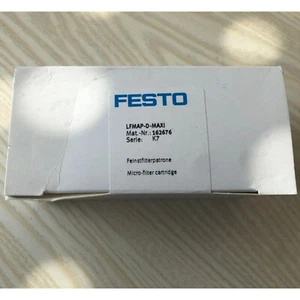 FESTO
LFMAP-D-MAXI
Mat.-Nr.: 162676
Serie: K7
Feinstfilterpatrone
Micro-filter cartridge